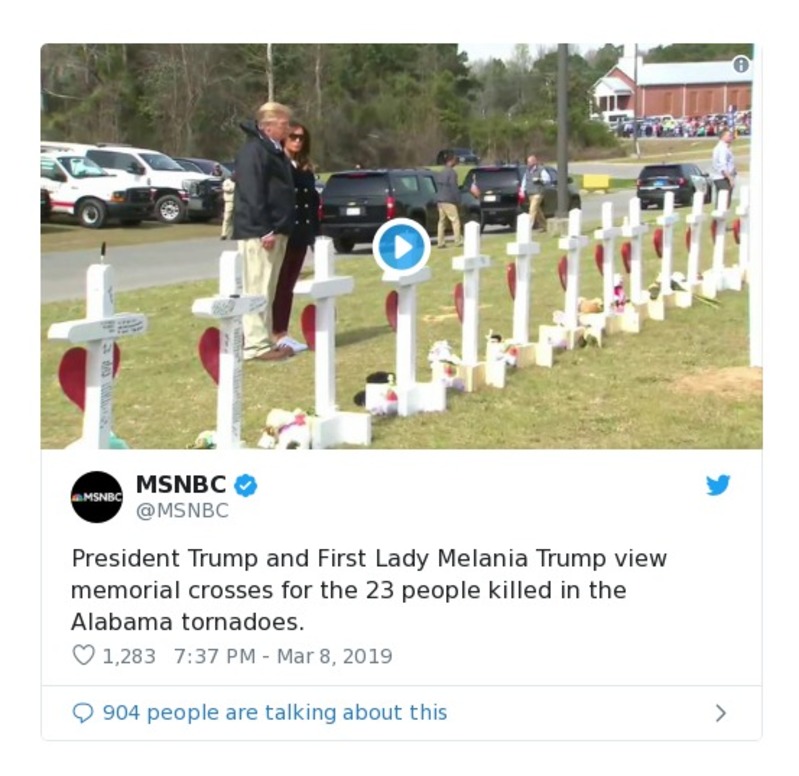 MSNBC
MSNBC
@MSNBC
President Trump and First Lady Melania Trump view
memorial crosses for the 23 people killed in the
Alabama tornadoes.
1,283 7:37 PM - Mar 8, 2019
904 people are talking about this